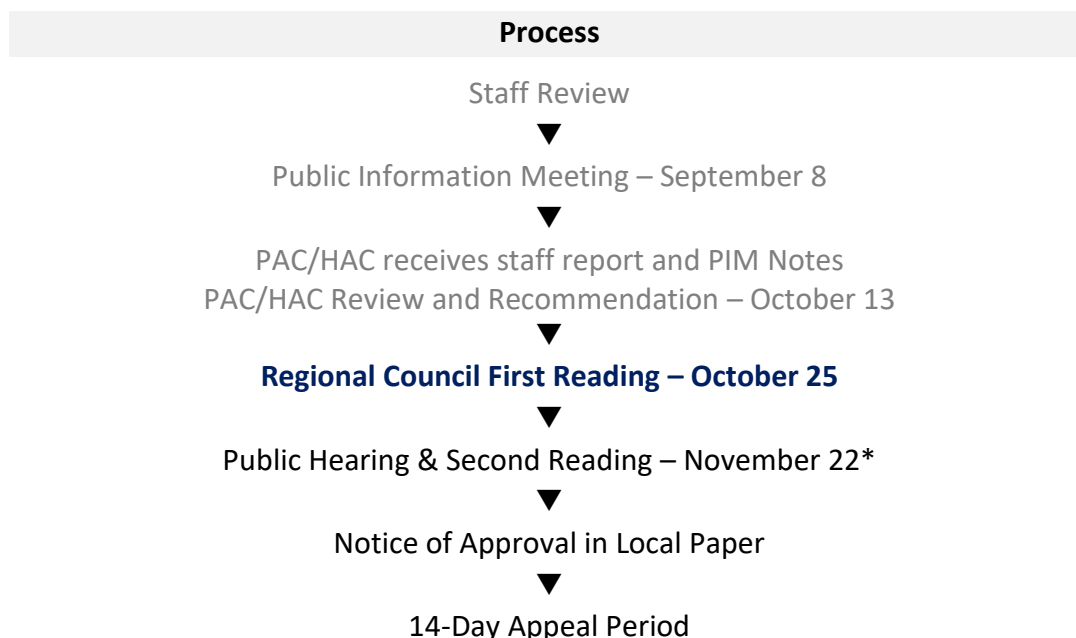 Process
Staff Review
Public Information Meeting – September 8
PAC/HAC receives staff report and PIM Notes
PAC/HAC Review and Recommendation – October 13
Regional Council First Reading – October 25
Public Hearing & Second Reading – November 22*
Notice of Approval in Local Paper
14-Day Appeal Period